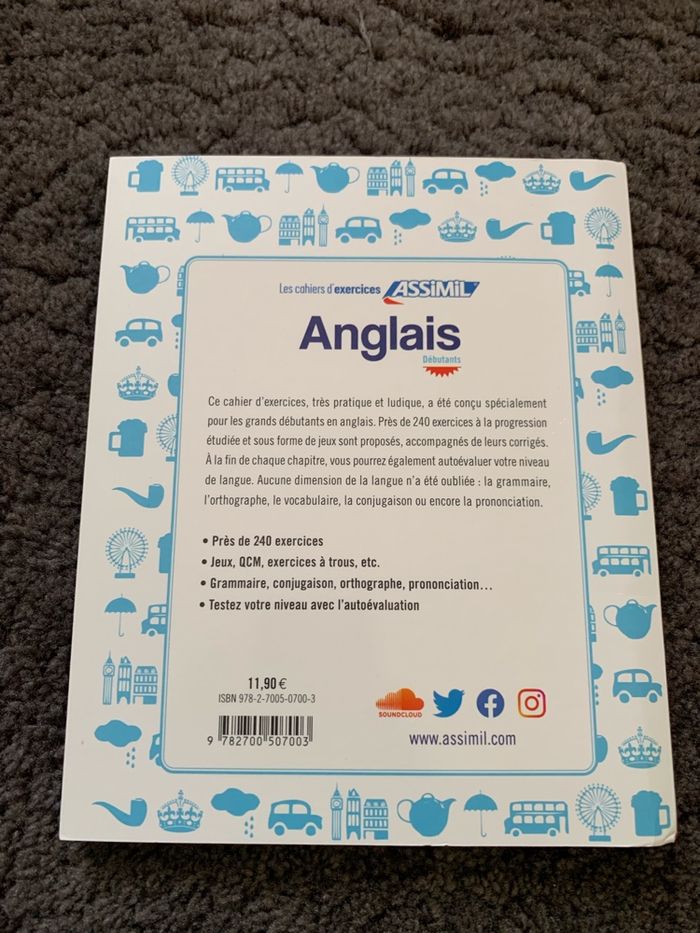 Les cahiers d'exercices ASSIMIL
Anglais
Débutants
Ce cahier d'exercices, très pratique et ludique, a été conçu spécialement
pour les grands débutants en anglais. Près de 240 exercices à la progression
étudiée et sous forme de jeux sont proposés, accompagnés de leurs corrigés.
À la fin de chaque chapitre, vous pourrez également autoévaluer votre niveau
de langue. Aucune dimension de la langue n'a été oubliée : la grammaire,
l'orthographe, le vocabulaire, la conjugaison ou encore la prononciation.
• Près de 240 exercices
• Jeux, QCM, exercices à trous, etc.
• Grammaire, conjugaison, orthographe, prononciation...
• Testez votre niveau avec l'autoévaluation
11,90 €
ISBN 978-2-7005-0700-3
9 782700 507003
SOUNDCLOUD
www.assimil.com